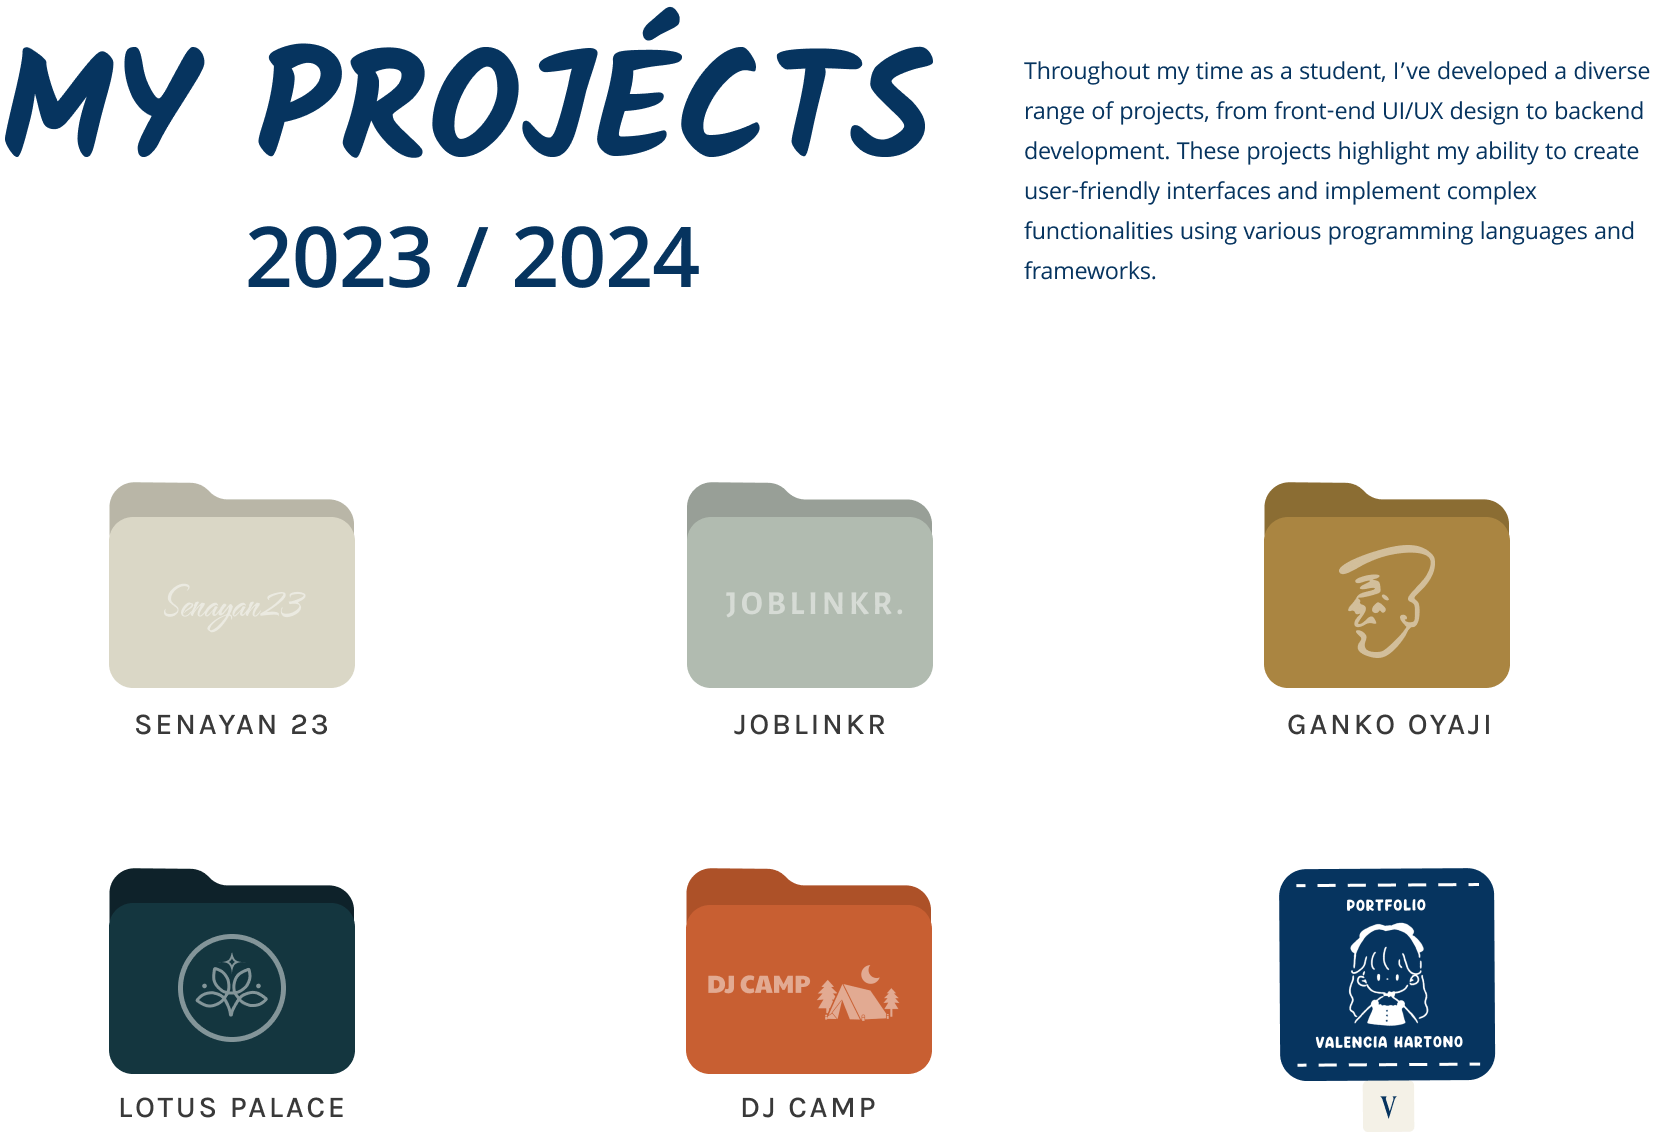 MY PROJÉCTS
2023 / 2024
Throughout my time as a student, I’ve developed a diverse
range of projects, from front-end UI/UX design to backend
development. These projects highlight my ability to create
user-friendly interfaces and implement complex
functionalities using various programming languages and
frameworks.
Senayan23
SENAYAN 23
JOBLINKR.
JOBLINKR
GANKO OYAJI
LOTUS PALACE
DJ CAMP
DJ CAMP
PORTFOLIO
VALENCIA HARTONO
V